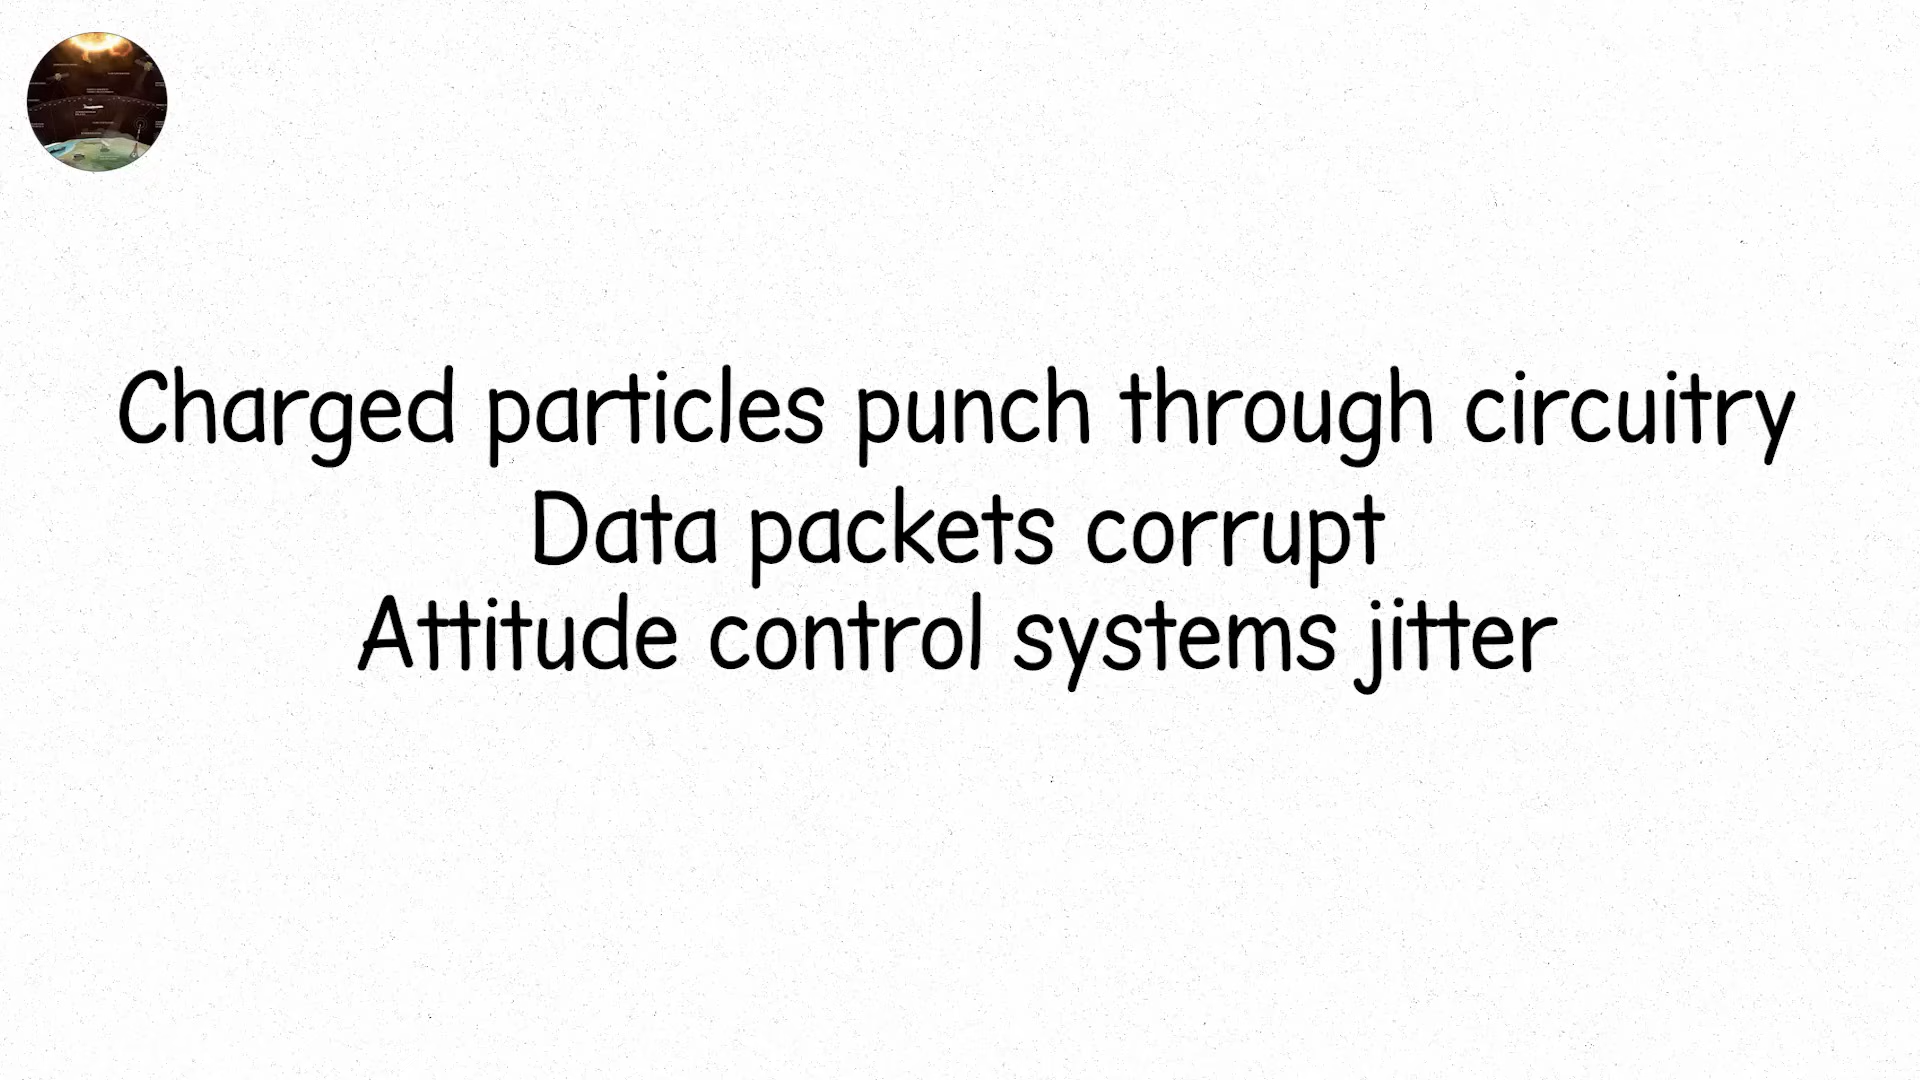 Charged particles punch through circuitry
Data packets corrupt
Attitude control systems jitter